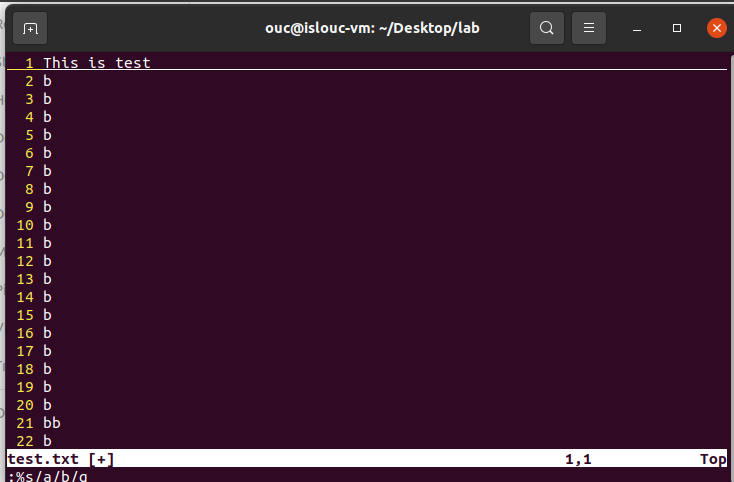 ouc@islouc-vm: ~/Desktop/lab
1 This is test
2 b
3 b
4 b
5 b
6 b
7 b
8 b
9 b
10 b
11 b
12 b
13 b
14 b
15 b
16 b
17 b
18 b
19 b
20 b
21 bb
22 b
test.txt [+] 1,1 Top
:%s/a/b/g